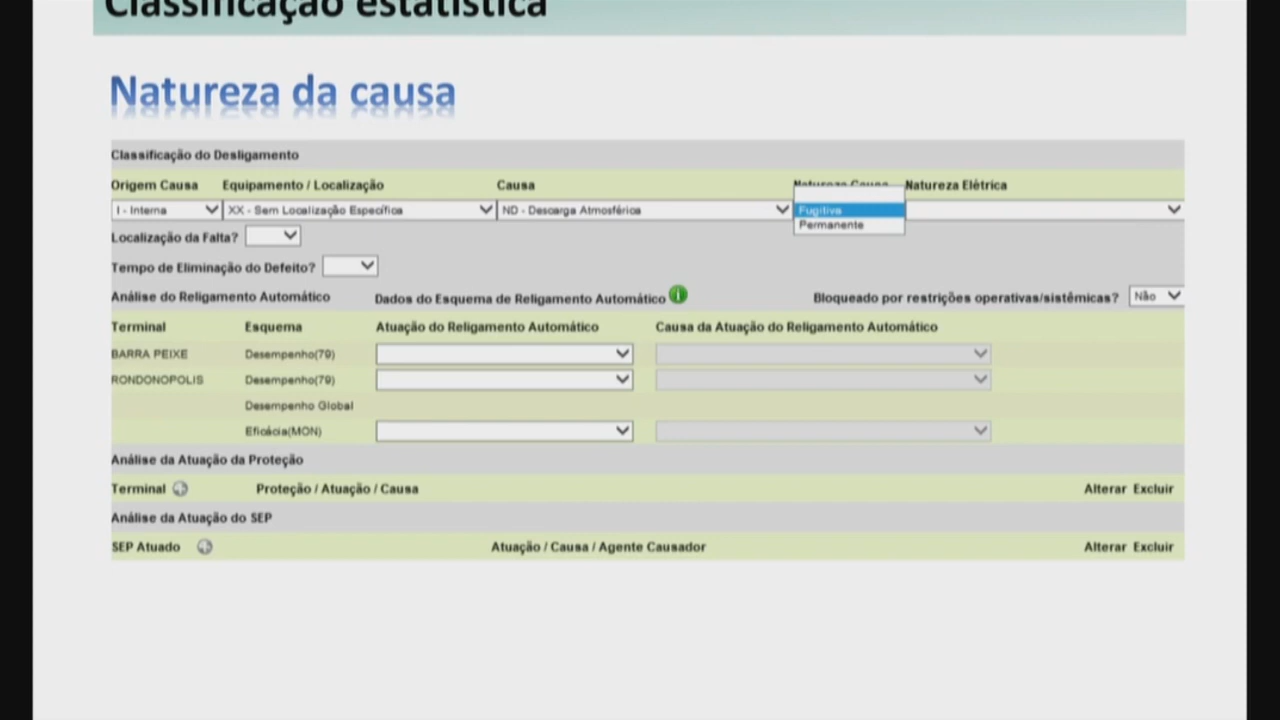 Classificação estatística
Natureza da causa
Classificação do Desligamento
Origem Causa Equipamento / Localização Causa Natureza Causa Natureza Elétrica
I - Interna XX - Sem Localização Específica ND - Descarga Atmosférica Fugitiva
Permanente
Localização da Falta?
Tempo de Eliminação do Defeito?
Análise do Religamento Automático Dados do Esquema de Religamento Automático Bloqueado por restrições operativas/sistêmicas? Não
Terminal Esquema Atuação do Religamento Automático Causa da Atuação do Religamento Automático
BARRA PEIXE Desempenho(79)
RONDONOPOLIS Desempenho(79)
Desempenho Global
Eficácia(MON)
Análise da Atuação da Proteção
Terminal Proteção / Atuação / Causa Alterar Excluir
Análise da Atuação do SEP
SEP Atuado Atuação / Causa / Agente Causador Alterar Excluir